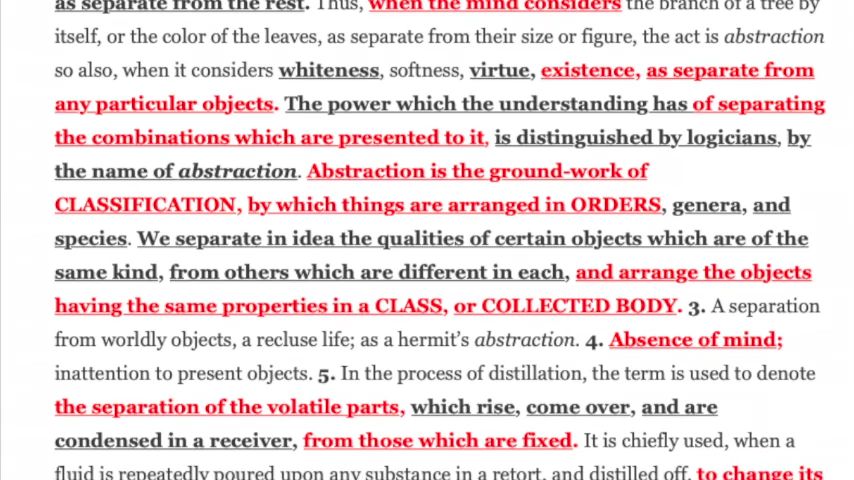 as separate from the rest. Thus, when the mind considers the branch of a tree by
itself, or the color of the leaves, as separate from their size or figure, the act is abstraction
so also, when it considers whiteness, softness, virtue, existence, as separate from
any particular objects. The power which the understanding has of separating
the combinations which are presented to it, is distinguished by logicians, by
the name of abstraction. Abstraction is the ground-work of
CLASSIFICATION, by which things are arranged in ORDERS, genera, and
species. We separate in idea the qualities of certain objects which are of the
same kind, from others which are different in each, and arrange the objects
having the same properties in a CLASS, or COLLECTED BODY. 3. A separation
from worldly objects, a recluse life; as a hermit's abstraction. 4. Absence of mind;
inattention to present objects. 5. In the process of distillation, the term is used to denote
the separation of the volatile parts, which rise, come over, and are
condensed in a receiver, from those which are fixed. It is chiefly used, when a
fluid is repeatedly poured upon any substance in a retort, and distilled off, to change its